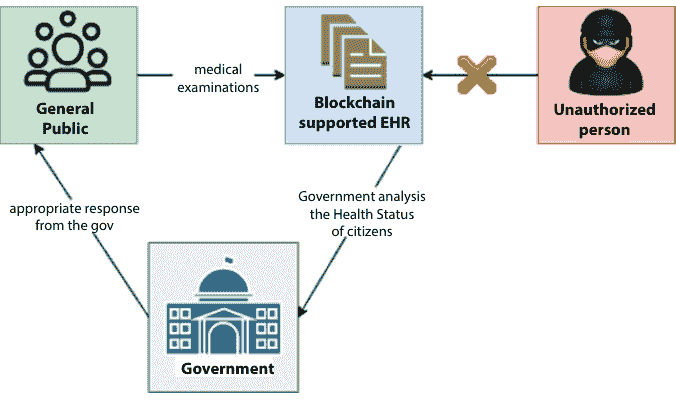 General
Public
medical
examinations
Blockchain
supported EHR
Unauthorized
person
appropriate response
from the gov
Government analysis
the Health Status
of citizens
Government